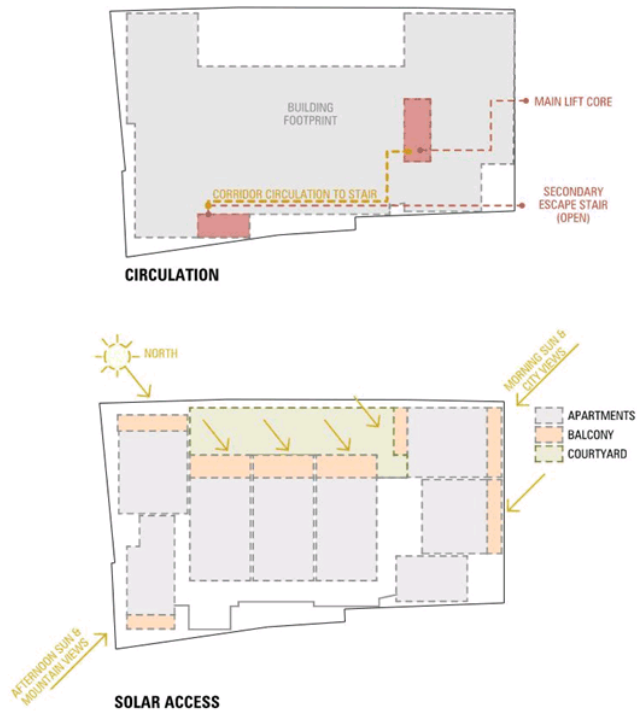 BUILDING
FOOTPRINT
MAIN LIFT CORE
CORRIDOR CIRCULATION TO STAIR
SECONDARY
ESCAPE STAIR
(OPEN)
CIRCULATION
NORTH
MORNING SUN &
CITY VIEWS
APARTMENTS
BALCONY
COURTYARD
AFTERNOON SUN &
MOUNTAIN VIEWS
SOLAR ACCESS